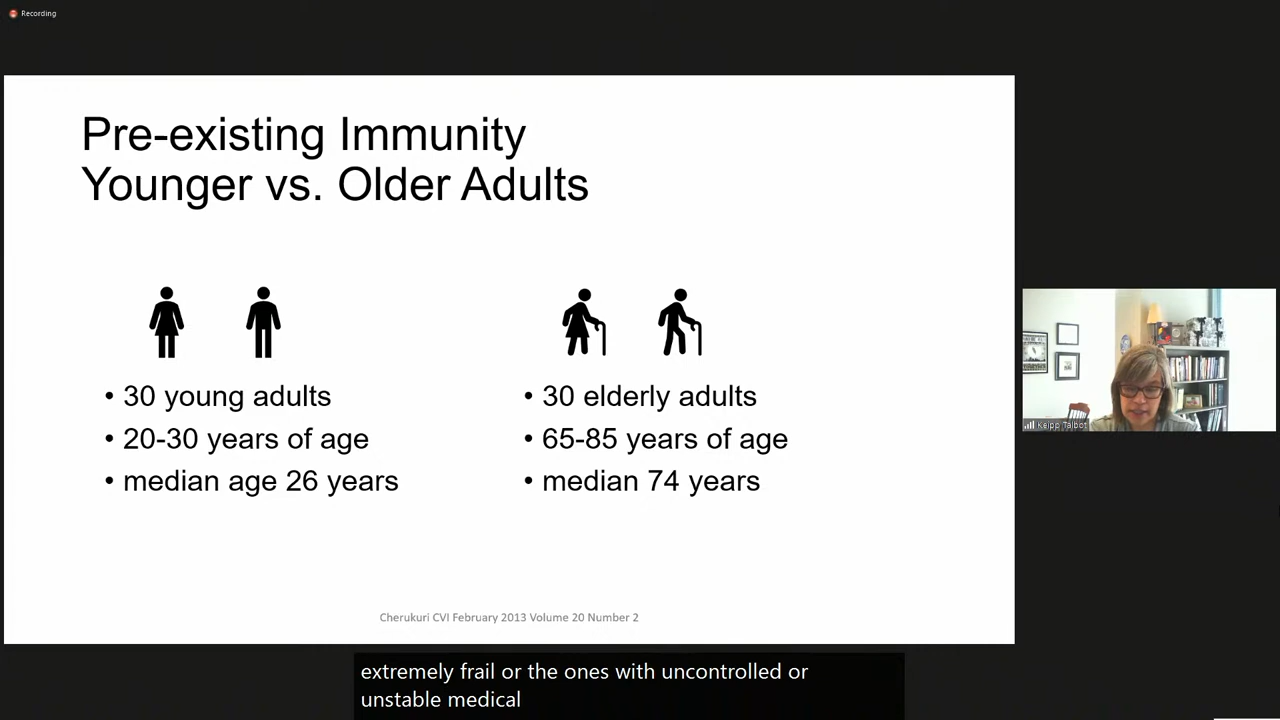 Recording
Pre-existing Immunity
Younger vs. Older Adults
• 30 young adults
• 20-30 years of age
• median age 26 years
• 30 elderly adults
• 65-85 years of age
• median 74 years
Cherukuri CVI February 2013 Volume 20 Number 2
Keipp Talbot
extremely frail or the ones with uncontrolled or
unstable medical